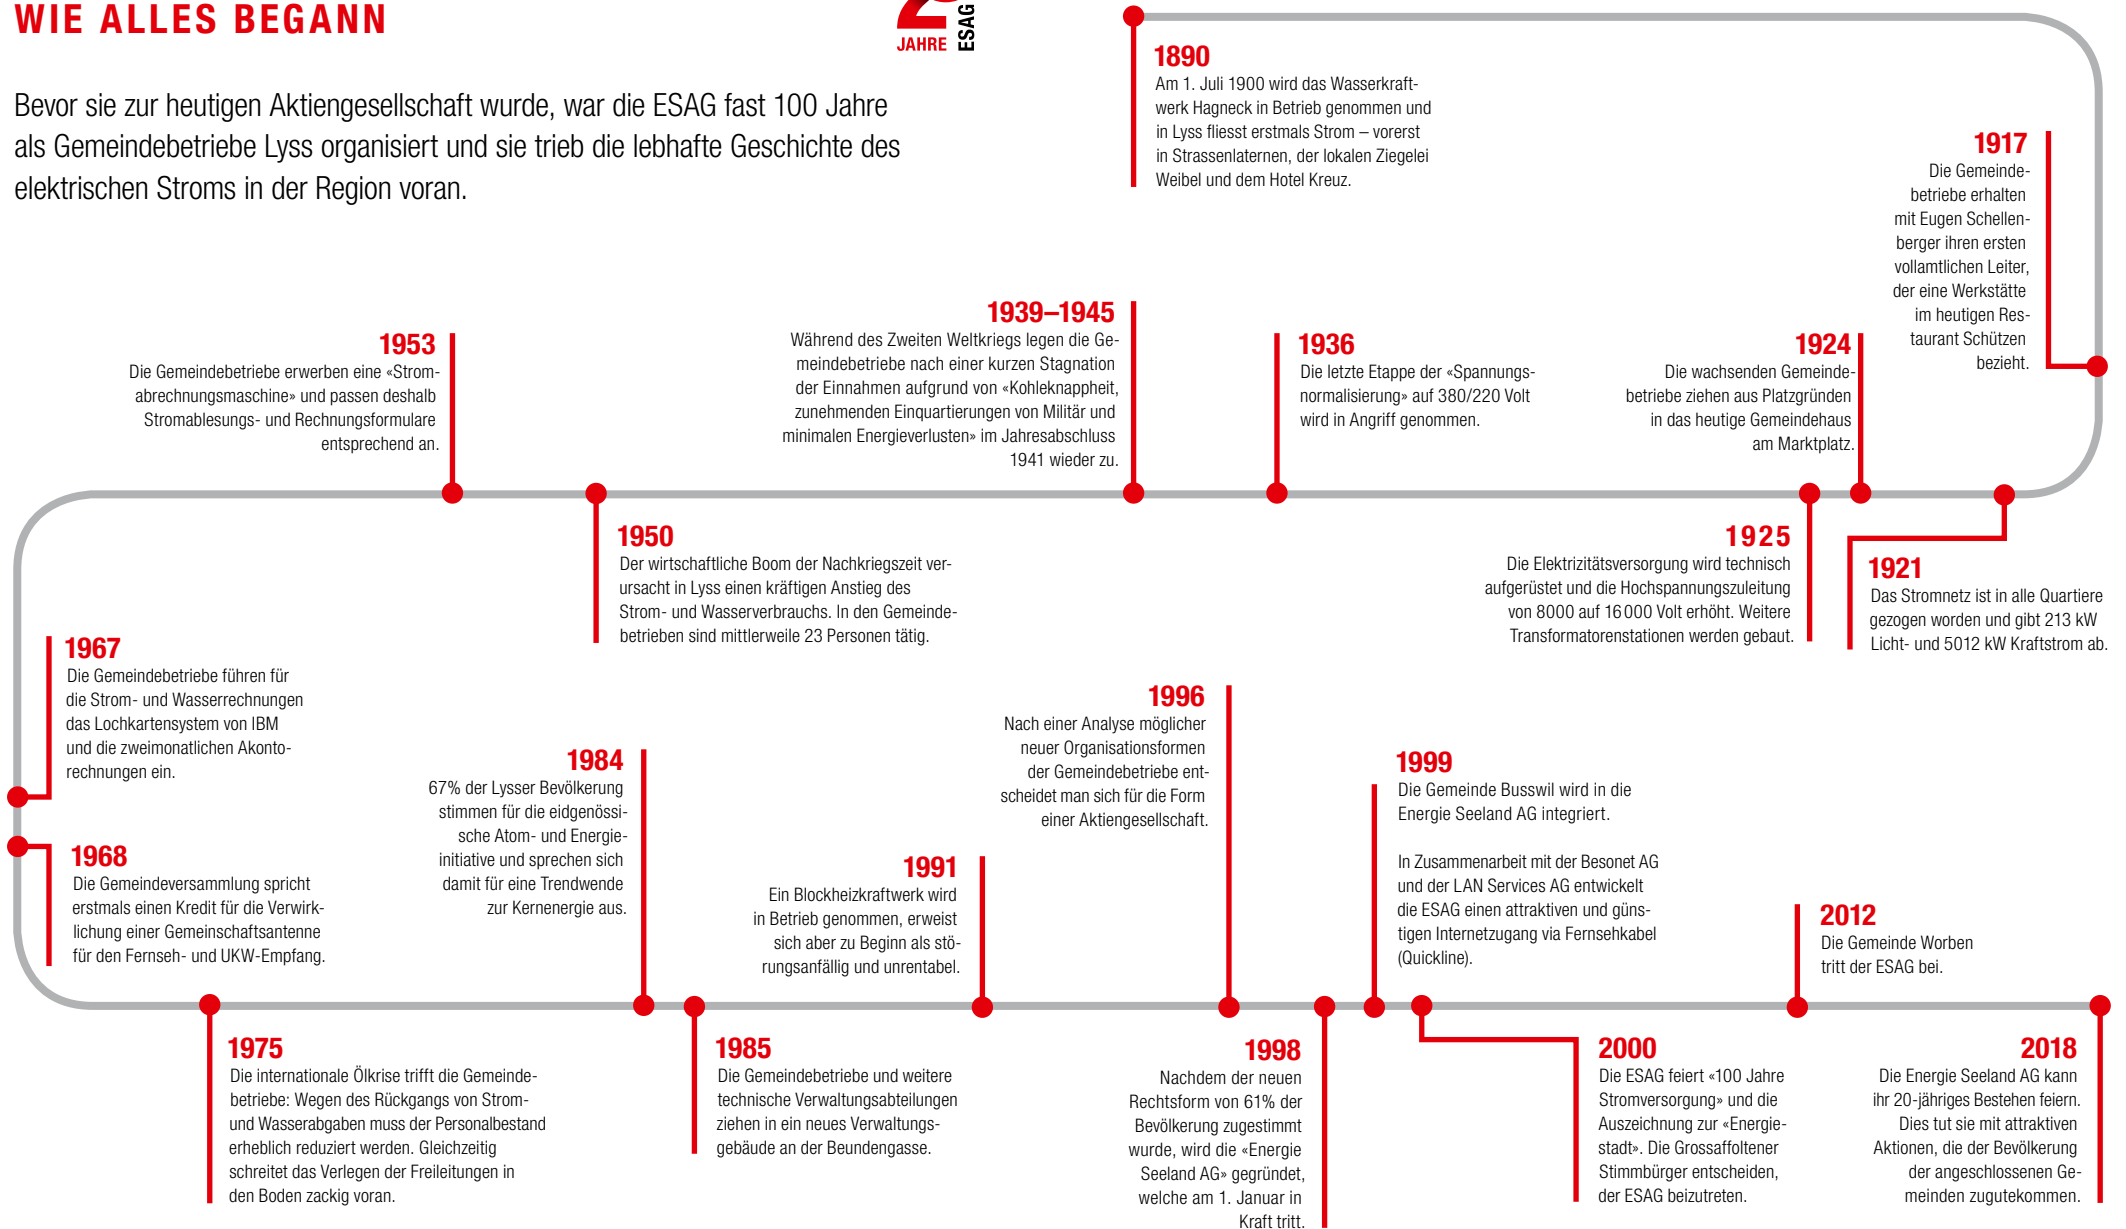 WIE ALLES BEGANN
JAHRE
ESAG
Bevor sie zur heutigen Aktiengesellschaft wurde, war die ESAG fast 100 Jahre
als Gemeindebetriebe Lyss organisiert und sie trieb die lebhafte Geschichte des
elektrischen Stroms in der Region voran.
1890
Am 1. Juli 1900 wird das Wasserkraft-
werk Hagneck in Betrieb genommen und
in Lyss fliesst erstmals Strom – vorerst
in Strassenlaternen, der lokalen Ziegelei
Weibel und dem Hotel Kreuz.
1917
Die Gemeinde-
betriebe erhalten
mit Eugen Schellen-
berger ihren ersten
vollamtlichen Leiter,
der eine Werkstätte
im heutigen Res-
taurant Schützen
bezieht.
1921
Das Stromnetz ist in alle Quartiere
gezogen worden und gibt 213 kW
Licht- und 5012 kW Kraftstrom ab.
1924
Die wachsenden Gemeinde-
betriebe ziehen aus Platzgründen
in das heutige Gemeindehaus
am Marktplatz.
1925
Die Elektrizitätsversorgung wird technisch
aufgerüstet und die Hochspannungszuleitung
von 8000 auf 16 000 Volt erhöht. Weitere
Transformatorenstationen werden gebaut.
1936
Die letzte Etappe der «Spannungs-
normalisierung» auf 380/220 Volt
wird in Angriff genommen.
1939–1945
Während des Zweiten Weltkriegs legen die Ge-
meindebetriebe nach einer kurzen Stagnation
der Einnahmen aufgrund von «Kohleknappheit,
zunehmenden Einquartierungen von Militär und
minimalen Energieverlusten» im Jahresabschluss
1941 wieder zu.
1950
Der wirtschaftliche Boom der Nachkriegszeit ver-
ursacht in Lyss einen kräftigen Anstieg des
Strom- und Wasserverbrauchs. In den Gemeinde-
betrieben sind mittlerweile 23 Personen tätig.
1953
Die Gemeindebetriebe erwerben eine «Strom-
abrechnungsmaschine» und passen deshalb
Stromablesungs- und Rechnungsformulare
entsprechend an.
1967
Die Gemeindebetriebe führen für
die Strom- und Wasserrechnungen
das Lochkartensystem von IBM
und die zweimonatlichen Akonto-
rechnungen ein.
1968
Die Gemeindeversammlung spricht
erstmals einen Kredit für die Verwirk-
lichung einer Gemeinschaftsantenne
für den Fernseh- und UKW-Empfang.
1975
Die internationale Ölkrise trifft die Gemeinde-
betriebe: Wegen des Rückgangs von Strom-
und Wasserabgaben muss der Personalbestand
erheblich reduziert werden. Gleichzeitig
schreitet das Verlegen der Freileitungen in
den Boden zackig voran.
1984
67% der Lysser Bevölkerung
stimmen für die eidgenössi-
sche Atom- und Energie-
initiative und sprechen sich
damit für eine Trendwende
zur Kernenergie aus.
1985
Die Gemeindebetriebe und weitere
technische Verwaltungsabteilungen
ziehen in ein neues Verwaltungs-
gebäude an der Beundengasse.
1991
Ein Blockheizkraftwerk wird
in Betrieb genommen, erweist
sich aber zu Beginn als stö-
rungsanfällig und unrentabel.
1996
Nach einer Analyse möglicher
neuer Organisationsformen
der Gemeindebetriebe ent-
scheidet man sich für die Form
einer Aktiengesellschaft.
1998
Nachdem der neuen
Rechtsform von 61% der
Bevölkerung zugestimmt
wurde, wird die «Energie
Seeland AG» gegründet,
welche am 1. Januar in
Kraft tritt.
1999
Die Gemeinde Busswil wird in die
Energie Seeland AG integriert.
In Zusammenarbeit mit der Besonet AG
und der LAN Services AG entwickelt
die ESAG einen attraktiven und güns-
tigen Internetzugang via Fernsehkabel
(Quickline).
2000
Die ESAG feiert «100 Jahre
Stromversorgung» und die
Auszeichnung zur «Energie-
stadt». Die Grossaffoltener
Stimmbürger entscheiden,
der ESAG beizutreten.
2012
Die Gemeinde Worben
tritt der ESAG bei.
2018
Die Energie Seeland AG kann
ihr 20-jähriges Bestehen feiern.
Dies tut sie mit attraktiven
Aktionen, die der Bevölkerung
der angeschlossenen Ge-
meinden zugutekommen.